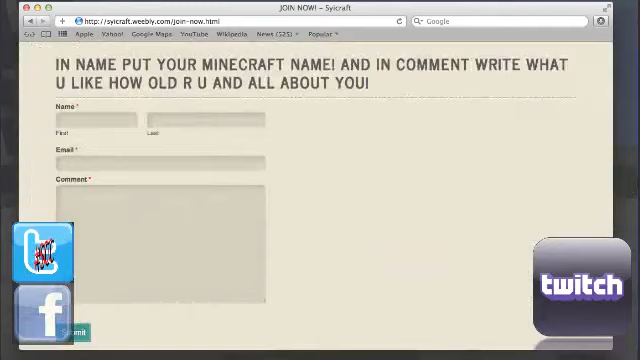 JOIN NOW! – Syicraft
http://syicraft.weebly.com/join-now.html
Google
Apple Yahoo! Google Maps YouTube Wikipedia News (525) Popular
IN NAME PUT YOUR MINECRAFT NAME! AND IN COMMENT WRITE WHAT
U LIKE HOW OLD R U AND ALL ABOUT YOU!
Name *
First Last
Email *
Comment *
twitch
Submit